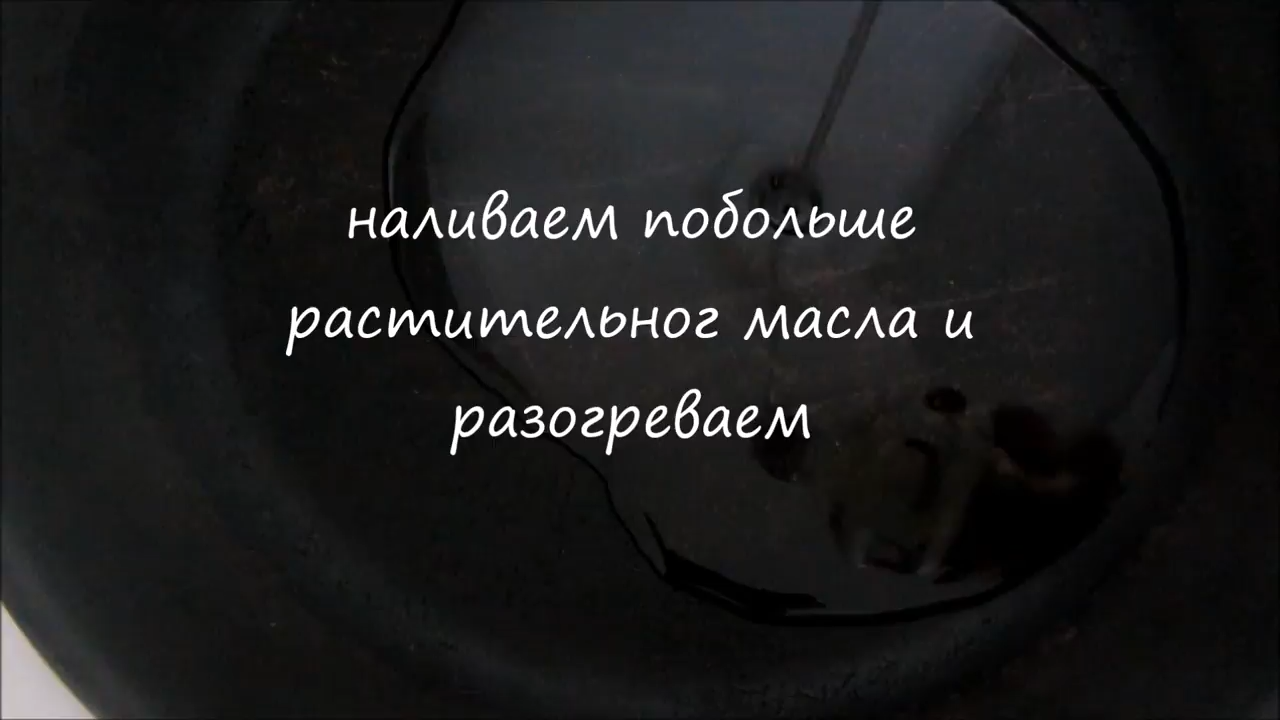 наливаем побольше
растительног масла и
разогреваем